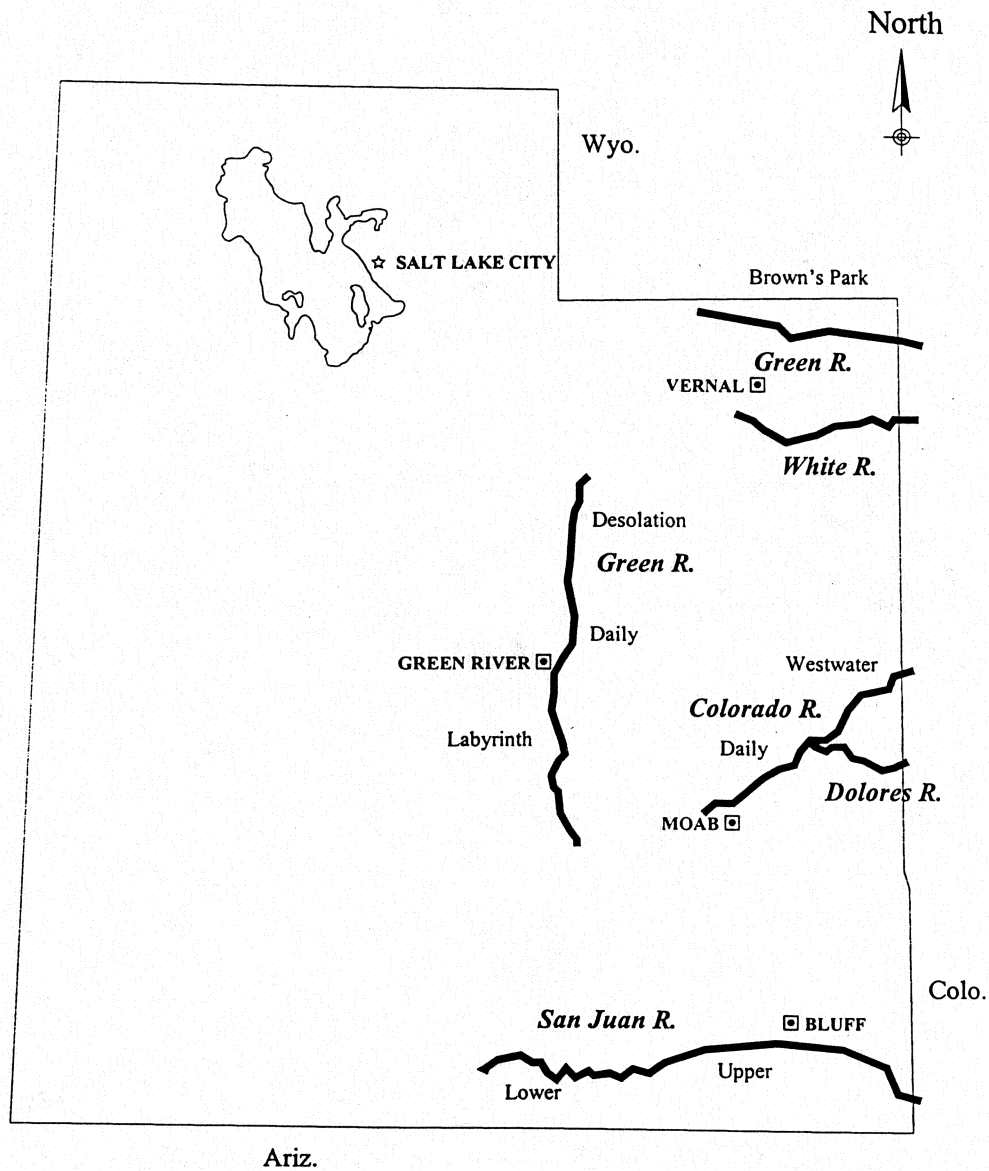 North
Wyo.
SALT LAKE CITY
Brown's Park
Green R.
VERNAL
White R.
Desolation
Green R.
Daily
GREEN RIVER
Westwater
Colorado R.
Labyrinth
Daily
Dolores R.
MOAB
Colo.
San Juan R.
BLUFF
Upper
Lower
Ariz.